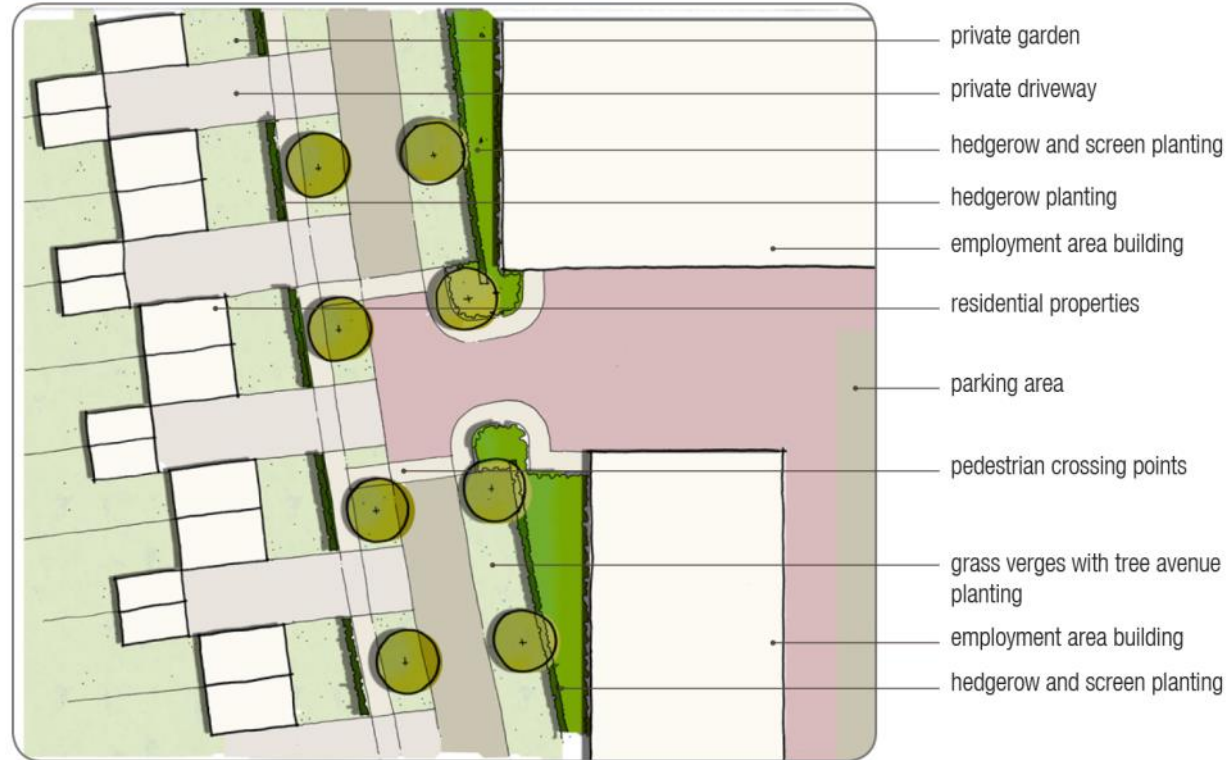 private garden
private driveway
hedgerow and screen planting
hedgerow planting
employment area building
residential properties
parking area
pedestrian crossing points
grass verges with tree avenue
planting
employment area building
hedgerow and screen planting